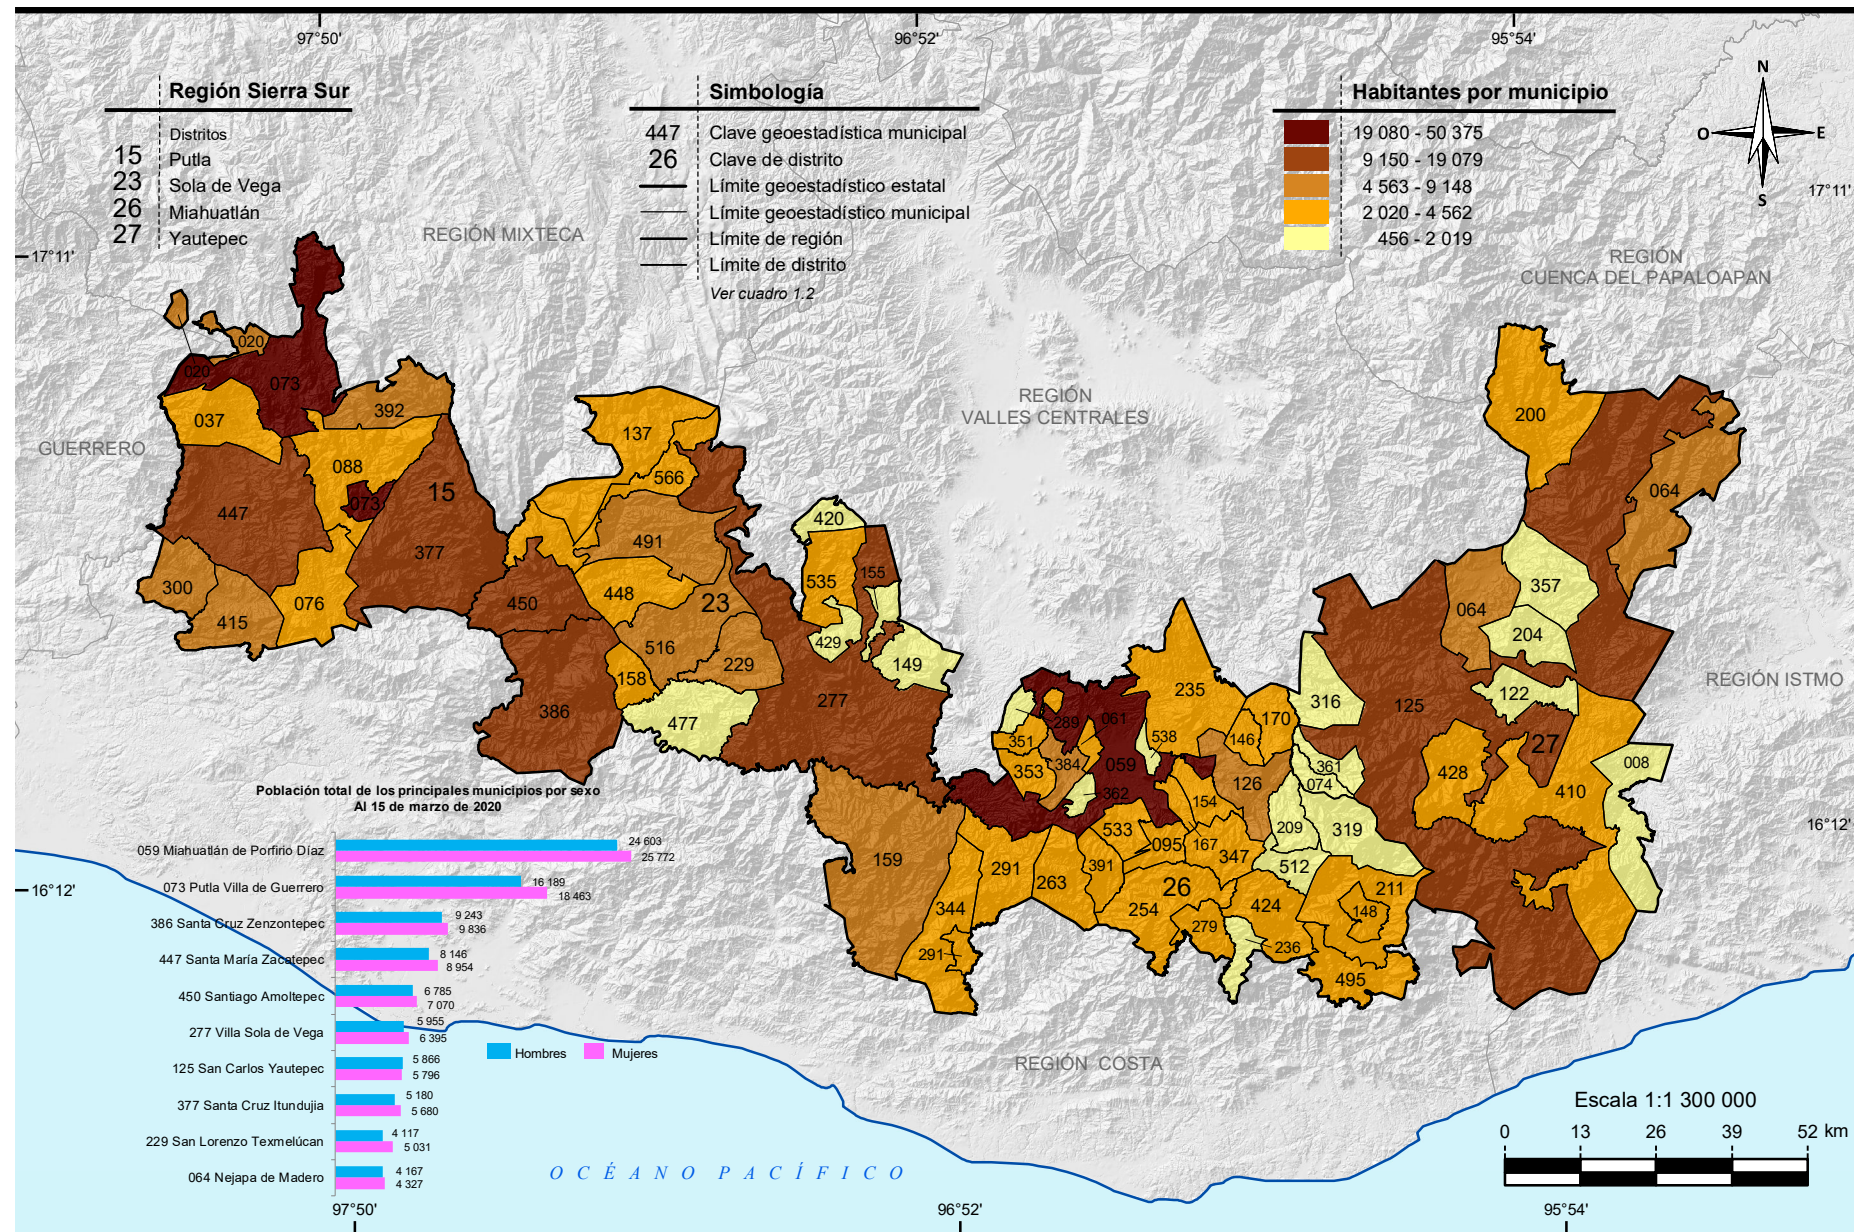 97°50'
96°52'
95°54'
Región Sierra Sur
Distritos
15 Putla
23 Sola de Vega
26 Miahuatlán
27 Yautepec
Simbología
447 Clave geoestadística municipal
26 Clave de distrito
Límite geoestadístico estatal
Límite geoestadístico municipal
Límite de región
Límite de distrito
Ver cuadro 1.2
Habitantes por municipio
19 080 - 50 375
9 150 - 19 079
4 563 - 9 148
2 020 - 4 562
456 - 2 019
N
O
E
S
17°11'
17°11'
REGIÓN MIXTECA
REGIÓN
CUENCA DEL PAPALOAPAN
REGIÓN
VALLES CENTRALES
GUERRERO
REGIÓN ISTMO
REGIÓN COSTA
020
020
073
037
392
088
073
15
447
377
300
415
076
137
566
491
450
448
23
516
229
158
386
477
277
420
535
155
429
149
200
064
357
064
204
122
125
316
27
428
410
008
235
170
146
538
061
289
351
353
384
059
362
126
361
074
154
209
319
533
095
167
347
512
159
291
263
391
26
254
344
291
279
424
236
211
148
495
16°12'
16°12'
Población total de los principales municipios por sexo
Al 15 de marzo de 2020
059 Miahuatlán de Porfirio Díaz
24 603
25 772
073 Putla Villa de Guerrero
16 189
18 463
386 Santa Cruz Zenzontepec
9 243
9 836
447 Santa María Zacatepec
8 146
8 954
450 Santiago Amoltepec
6 785
7 070
277 Villa Sola de Vega
5 955
6 395
125 San Carlos Yautepec
5 866
5 796
377 Santa Cruz Itundujia
5 180
5 680
229 San Lorenzo Texmelúcan
4 117
5 031
064 Nejapa de Madero
4 167
4 327
Hombres
Mujeres
OCÉANO PACÍFICO
Escala 1:1 300 000
0 13 26 39 52 km
97°50'
96°52'
95°54'